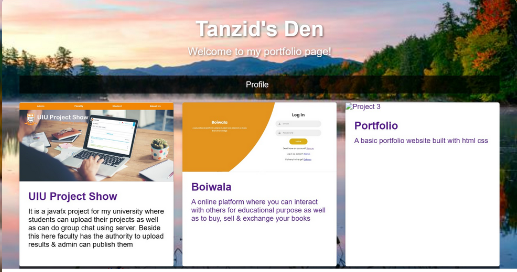 Tanzid's Den
Welcome to my portfolio page!
Profile
UIU Project Show
UIU Project Show
It is a javafx project for my university where
students can upload their projects as well
as can do group chat using server. Beside
this here faculty has the authority to upload
results & admin can publish them
Boiwala
Log In
Boiwala
A online platform where you can interact
with others for educational purpose as well
as to buy, sell & exchange your books
Project 3
Portfolio
A basic portfolio website built with html css